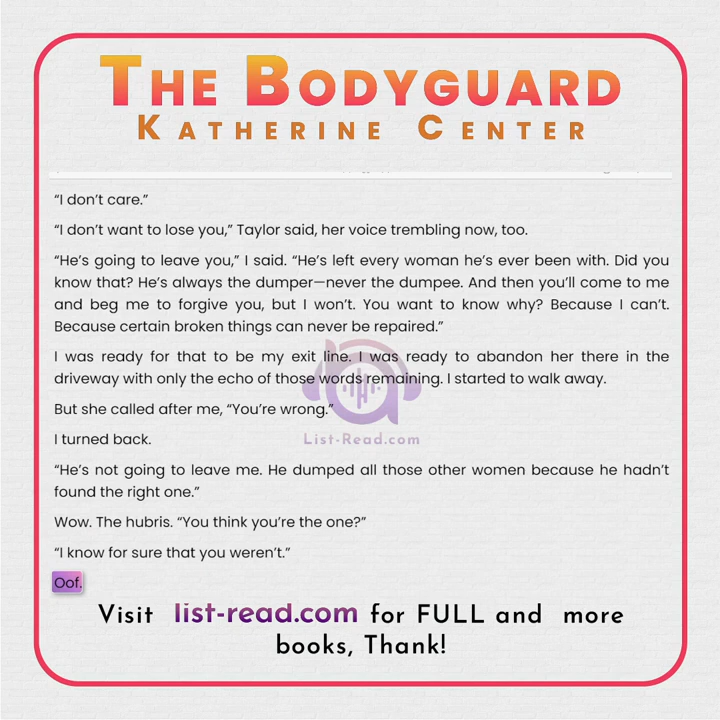 THE BODYGUARD
KATHERINE CENTER
“I don’t care.”
“I don’t want to lose you,” Taylor said, her voice trembling now, too.
“He’s going to leave you,” I said. “He’s left every woman he’s ever been with. Did you
know that? He’s always the dumper—never the dumpee. And then you’ll come to me
and beg me to forgive you, but I won’t. You want to know why? Because I can’t.
Because certain broken things can never be repaired.”
I was ready for that to be my exit line. I was ready to abandon her there in the
driveway with only the echo of those words remaining. I started to walk away.
But she called after me, “You’re wrong.”
I turned back.
List-Read.com
“He’s not going to leave me. He dumped all those other women because he hadn’t
found the right one.”
Wow. The hubris. “You think you’re the one?”
“I know for sure that you weren’t.”
Oof.
Visit list-read.com for FULL and more
books, Thank!